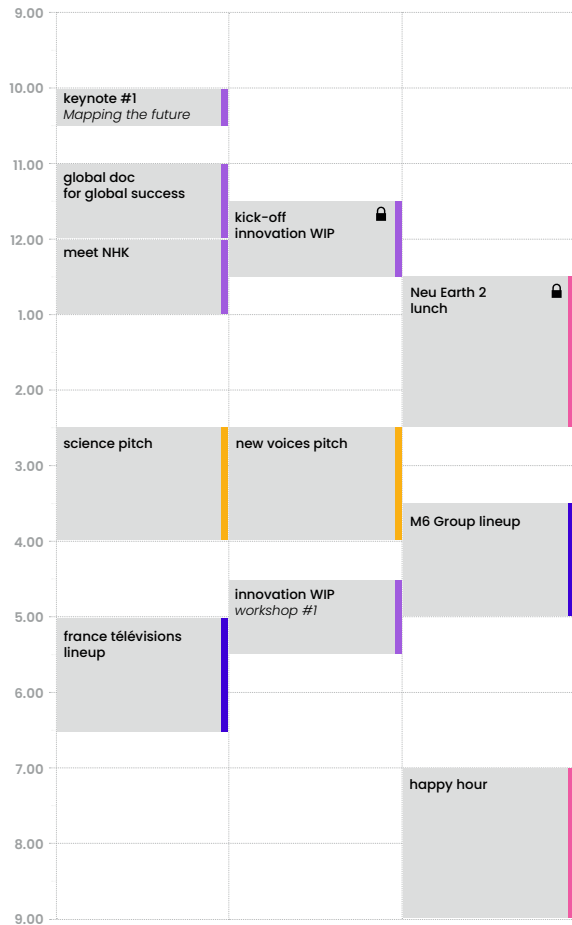 9.00
10.00
keynote #1
Mapping the future
11.00
global doc
for global success
kick-off
innovation WIP
12.00
meet NHK
Neu Earth 2
lunch
1.00
2.00
science pitch
new voices pitch
3.00
M6 Group lineup
4.00
innovation WIP
workshop #1
5.00
france télévisions
lineup
6.00
7.00
happy hour
8.00
9.00